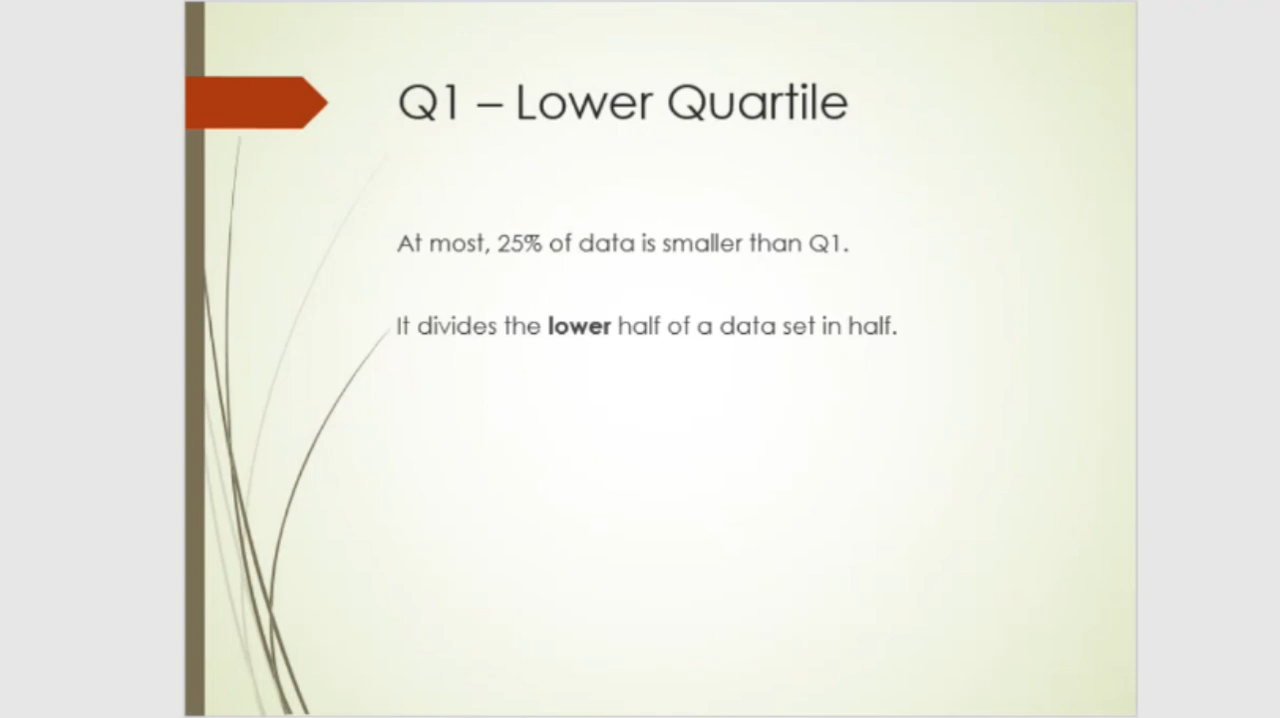 Q1 – Lower Quartile
At most, 25% of data is smaller than Q1.
It divides the lower half of a data set in half.